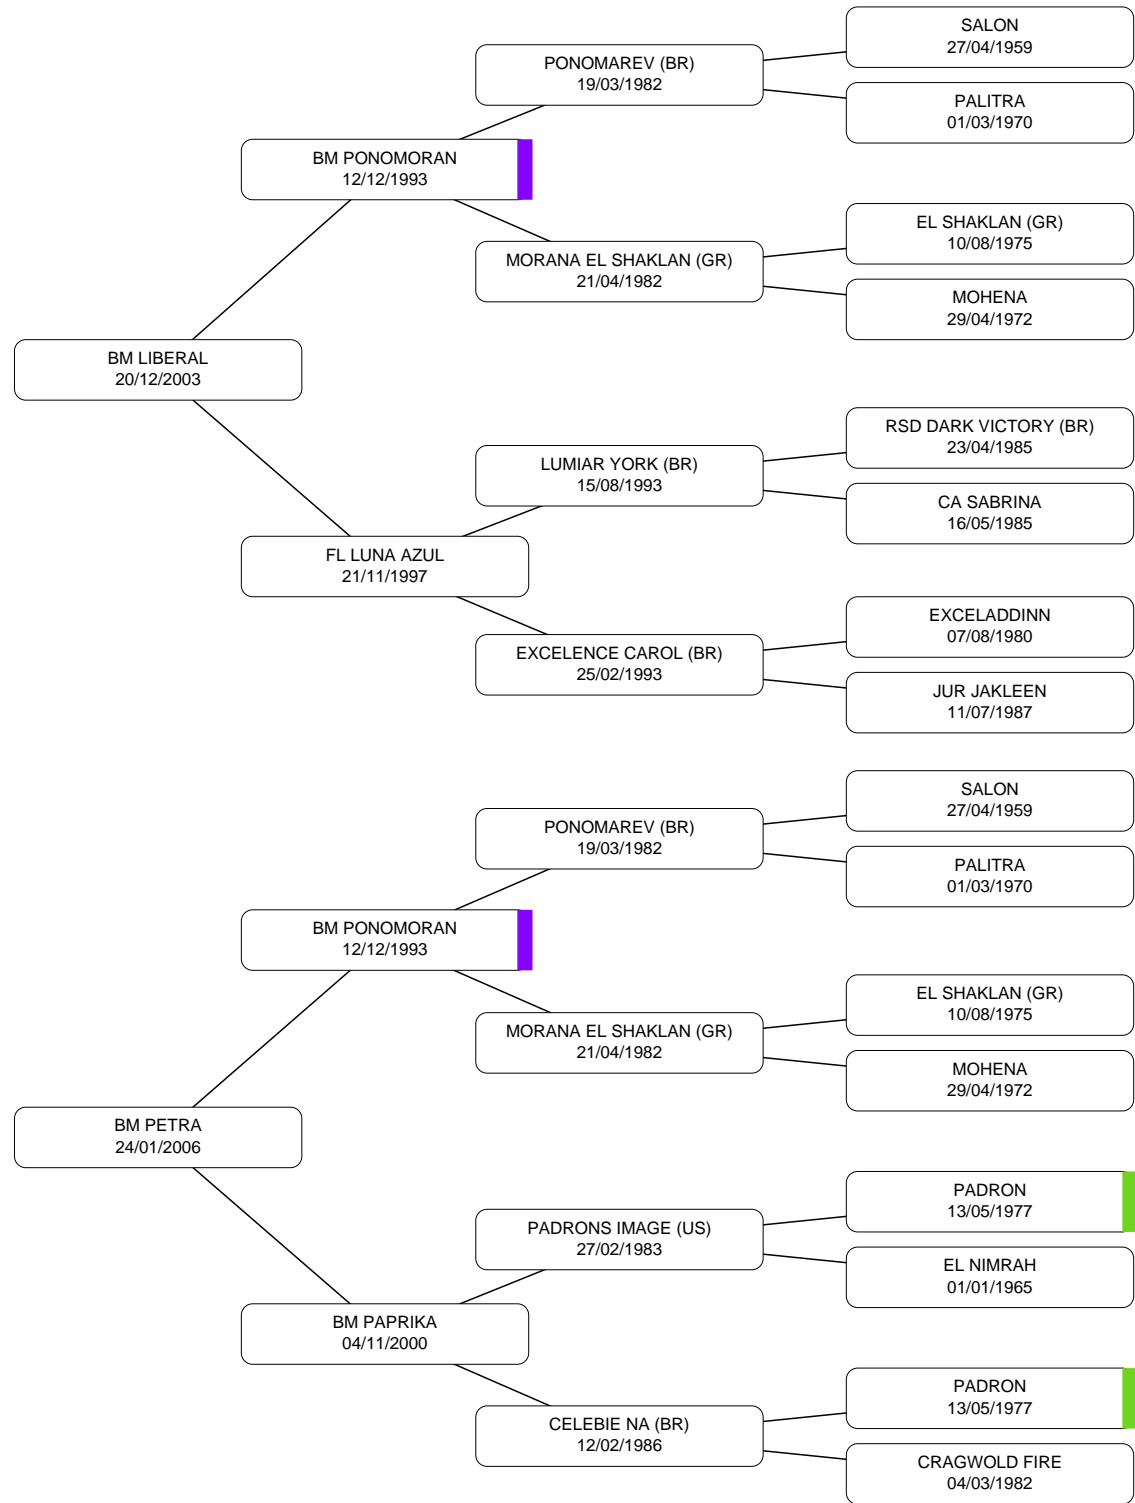 SALON
27/04/1959
PONOMAREV (BR)
19/03/1982
PALITRA
01/03/1970
BM PONOMORAN
12/12/1993
EL SHAKLAN (GR)
10/08/1975
MORANA EL SHAKLAN (GR)
21/04/1982
MOHENA
29/04/1972
BM LIBERAL
20/12/2003
RSD DARK VICTORY (BR)
23/04/1985
LUMIAR YORK (BR)
15/08/1993
CA SABRINA
16/05/1985
FL LUNA AZUL
21/11/1997
EXCELADDINN
07/08/1980
EXCELENCE CAROL (BR)
25/02/1993
JUR JAKLEEN
11/07/1987
SALON
27/04/1959
PONOMAREV (BR)
19/03/1982
PALITRA
01/03/1970
BM PONOMORAN
12/12/1993
EL SHAKLAN (GR)
10/08/1975
MORANA EL SHAKLAN (GR)
21/04/1982
MOHENA
29/04/1972
BM PETRA
24/01/2006
PADRON
13/05/1977
PADRONS IMAGE (US)
27/02/1983
EL NIMRAH
01/01/1965
BM PAPRIKA
04/11/2000
PADRON
13/05/1977
CELEBIE NA (BR)
12/02/1986
CRAGWOLD FIRE
04/03/1982